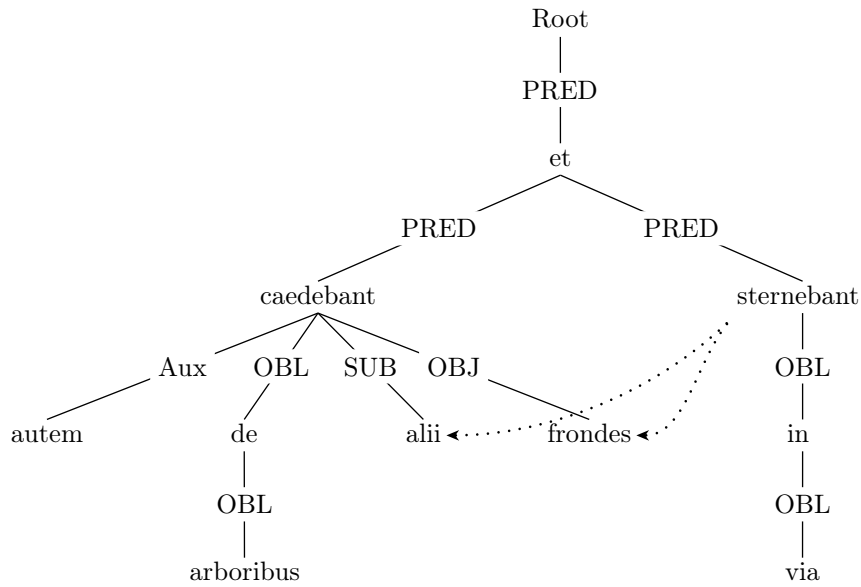 Root
PRED
et
PRED PRED
caedebant sternebant
Aux OBL SUB OBJ OBL
autem de alii frondes in
OBL OBL
arboribus via